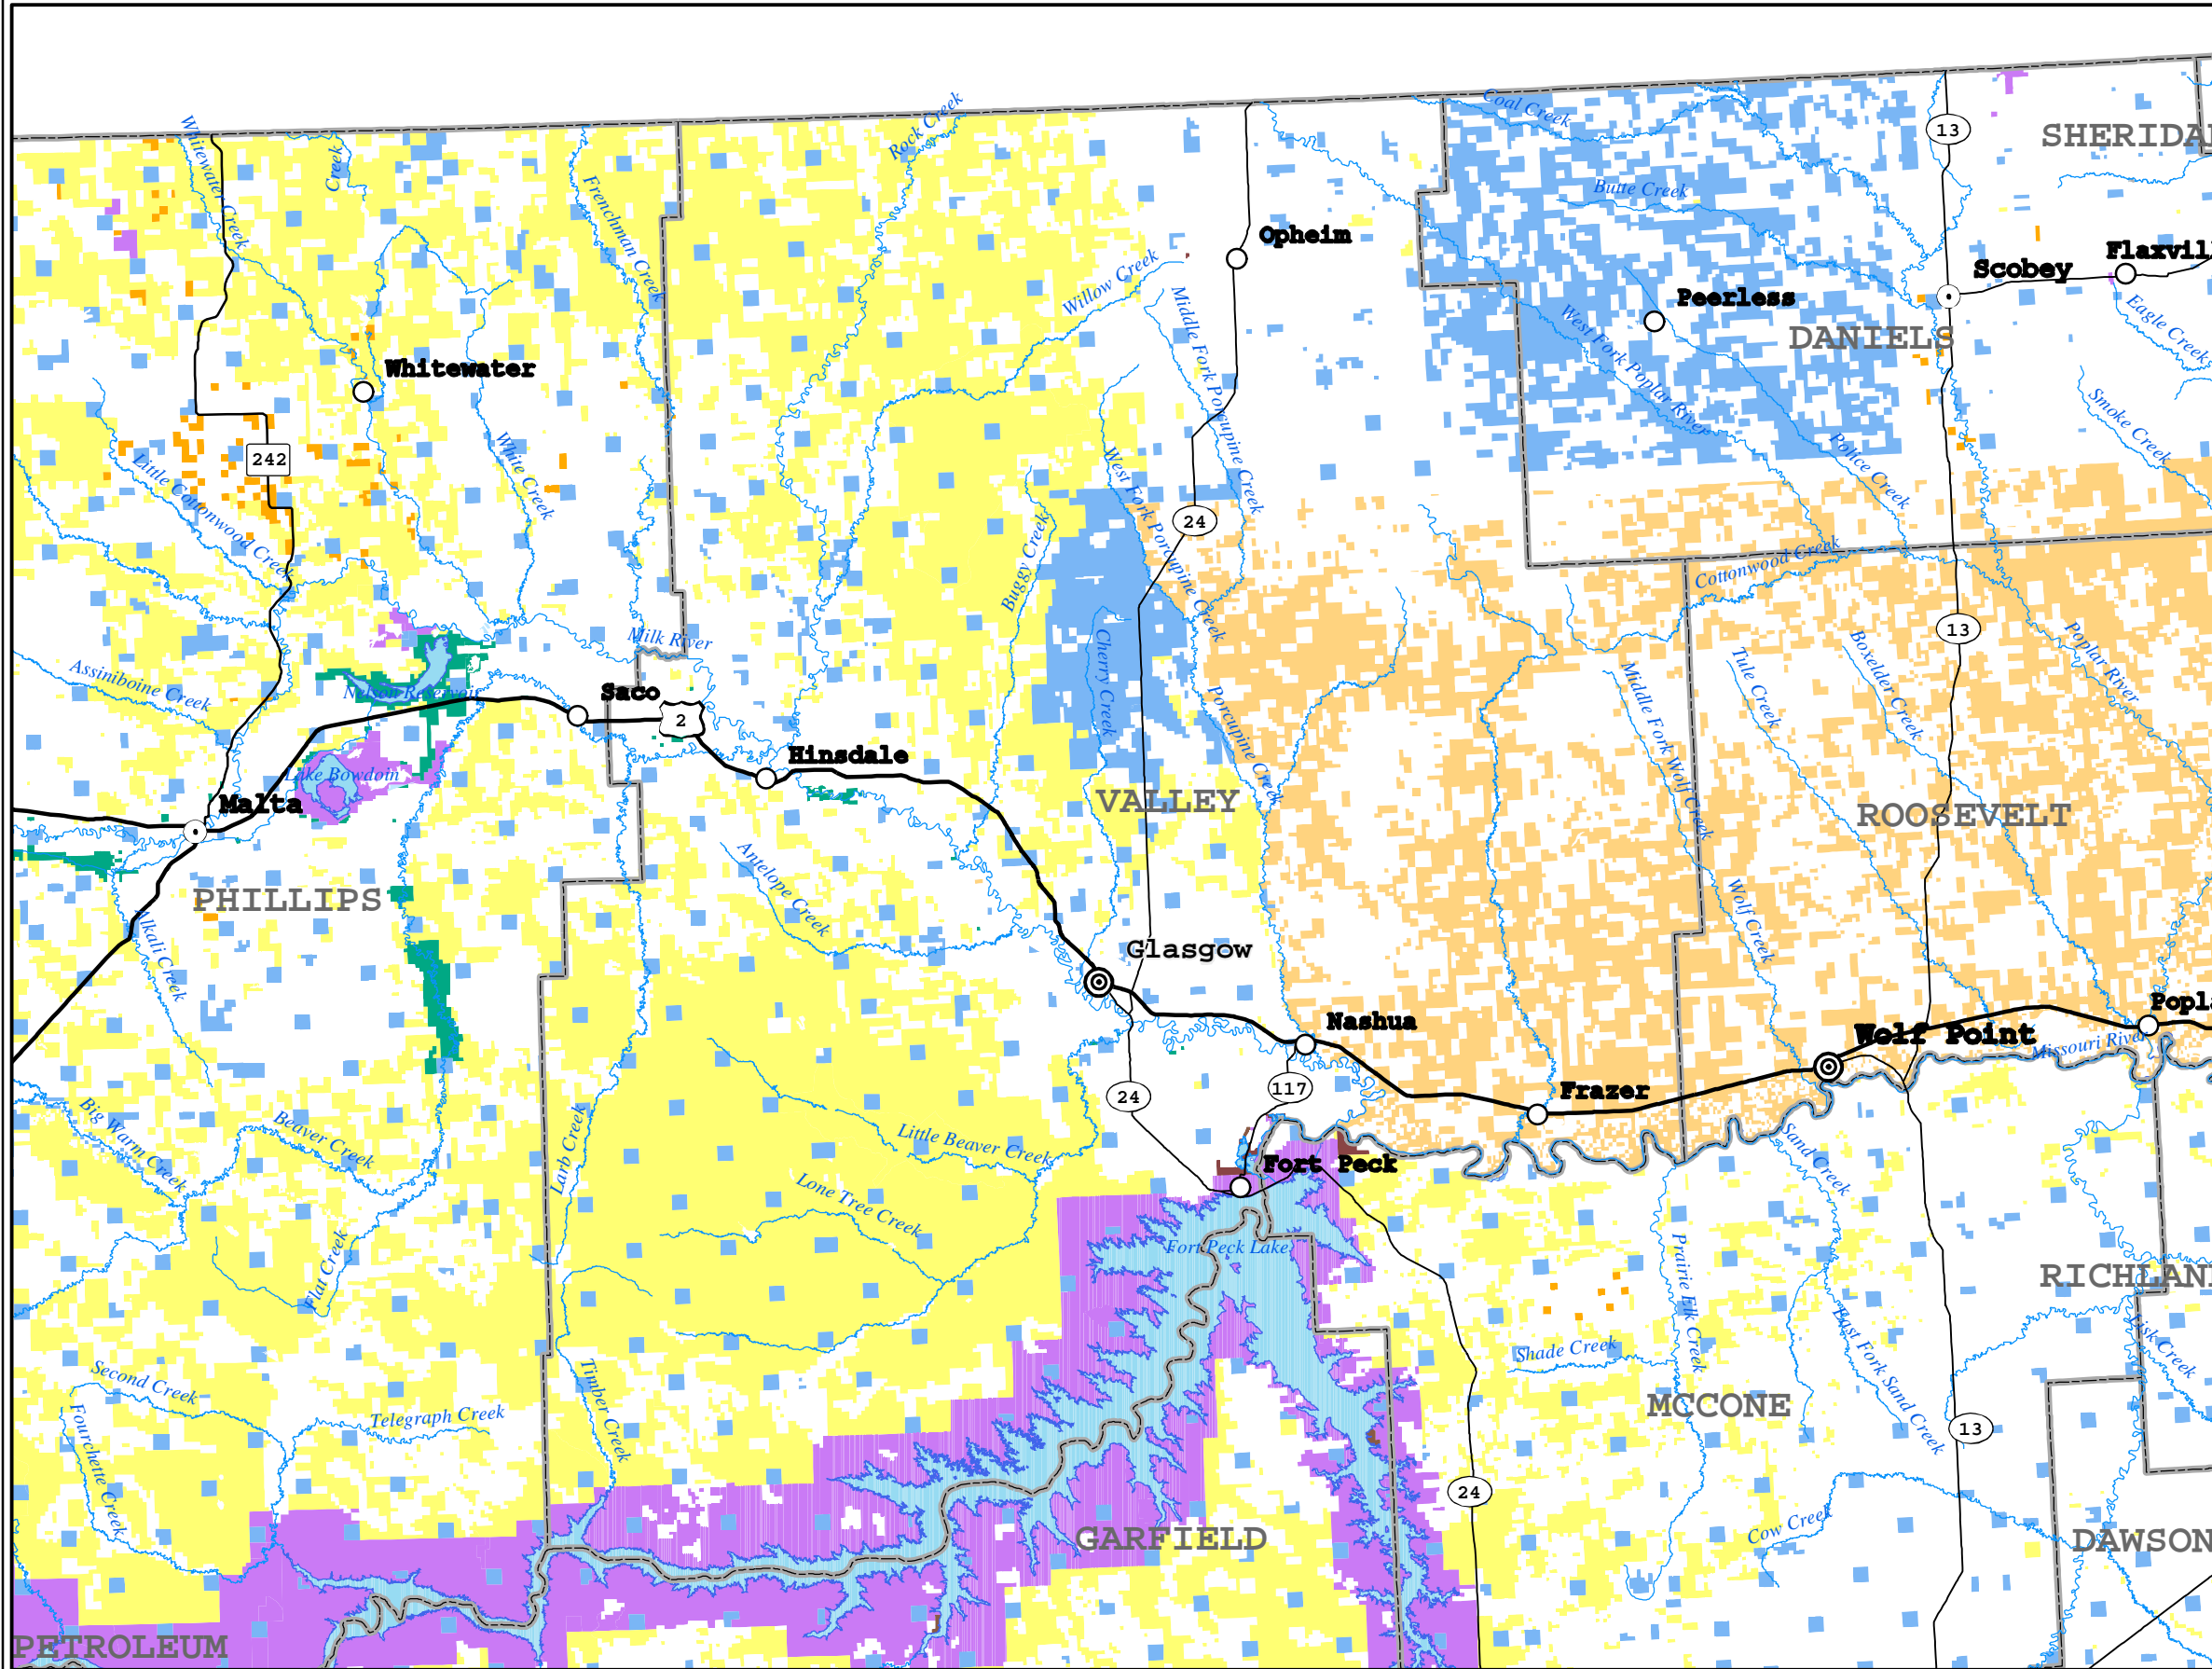 Rock Creek
Coal Creek
Whitewater Creek
13
SHERIDA
Creek
Frenchman Creek
Butte Creek
Opheim
Flaxvill
Willow Creek
Scobey
Peerless
Middle Fork Porcupine Creek
Eagle Creek
DANIELS
West Fork Poplar River
Whitewater
Smoke Creek
242
White Creek
Little Cottonwood Creek
Police Creek
West Fork Porcupine Creek
24
Buggy Creek
Cottonwood Creek
Milk River
Cherry Creek
13
Poplar River
Boxelder Creek
Tule Creek
Middle Fork Wolf Creek
Assiniboine Creek
Nelson Reservoir
Saco
2
Porcupine Creek
Hinsdale
Lake Bowdoin
Malta
VALLEY
ROOSEVELT
Antelope Creek
PHILLIPS
Wolf Creek
Alkali Creek
Glasgow
Nashua
Popla
Wolf Point
Missouri River
24
117
Frazer
Big Warm Creek
Beaver Creek
Larb Creek
Little Beaver Creek
Fort Peck
Sand Creek
Lone Tree Creek
Flat Creek
Fort Peck Lake
Prairie Elk Creek
RICHLAN
Shade Creek
East Fork Sand Creek
Second Creek
Timber Creek
Telegraph Creek
MCCONE
Fourchette Creek
13
24
GARFIELD
Cow Creek
DAWSON
PETROLEUM